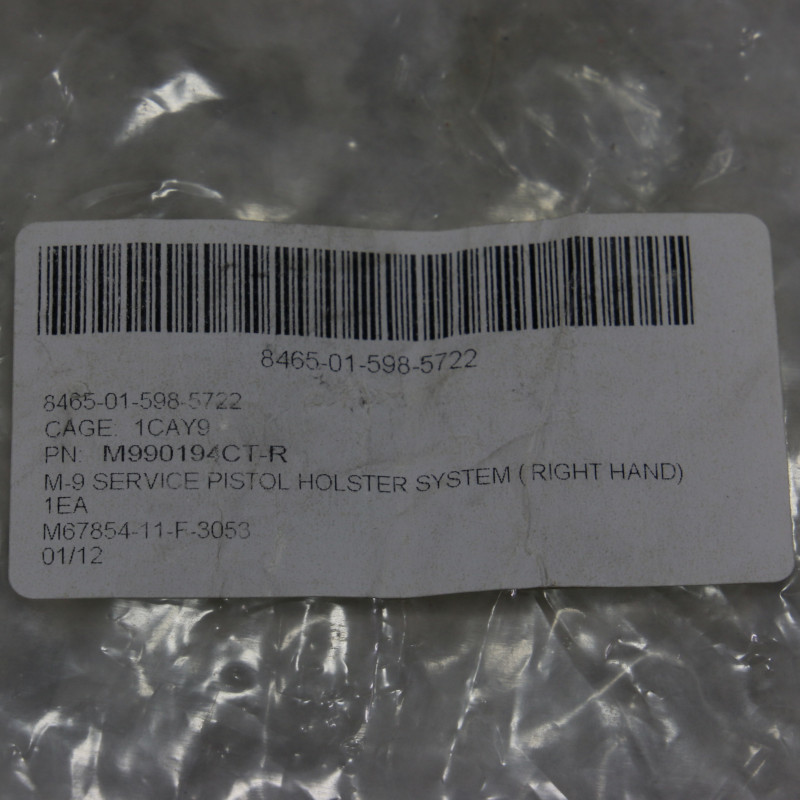 8465-01-598-5722
8465-01-598-5722
CAGE: 1CAY9
PN: M990194CT-R
M-9 SERVICE PISTOL HOLSTER SYSTEM ( RIGHT HAND)
1EA
M67854-11-F-3053
01/12